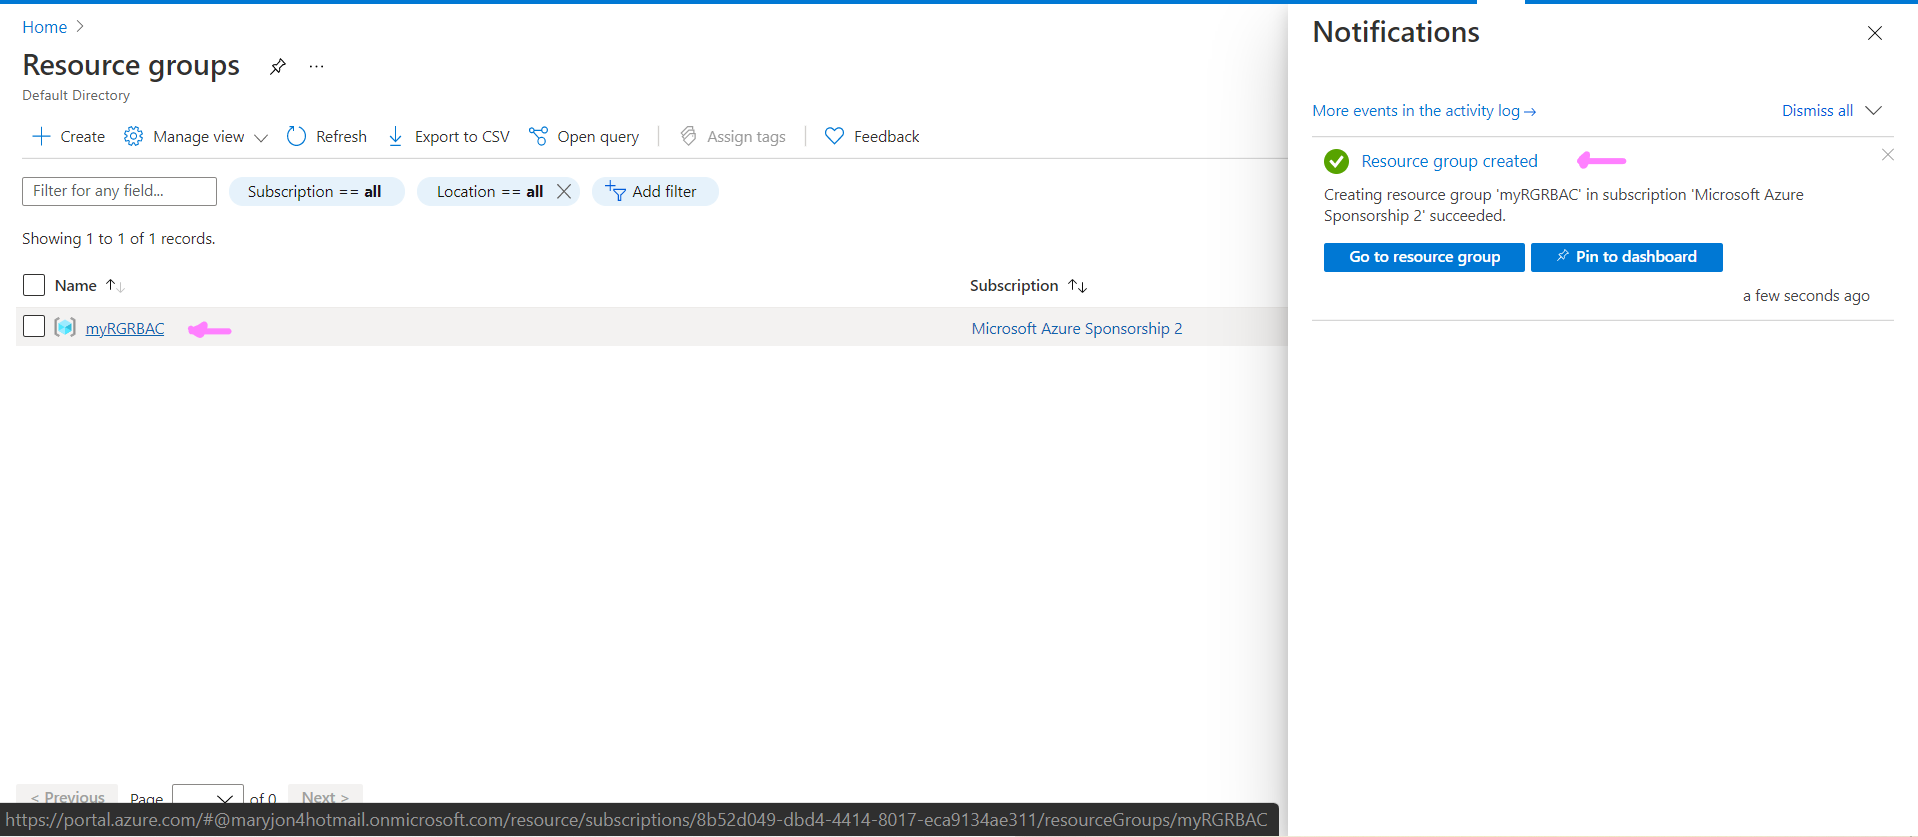 Home
Resource groups
Default Directory
Create Manage view Refresh Export to CSV Open query Assign tags Feedback
Filter for any field... Subscription == all Location == all Add filter
Showing 1 to 1 of 1 records.
Name Subscription
myRGRBAC Microsoft Azure Sponsorship 2
< Previous Page of 0 Next >
https://portal.azure.com/#@maryjon4hotmail.onmicrosoft.com/resource/subscriptions/8b52d049-dbd4-4414-8017-eca9134ae311/resourceGroups/myRGRBAC
Notifications
More events in the activity log → Dismiss all
Resource group created
Creating resource group 'myRGRBAC' in subscription 'Microsoft Azure
Sponsorship 2' succeeded.
Go to resource group Pin to dashboard
a few seconds ago